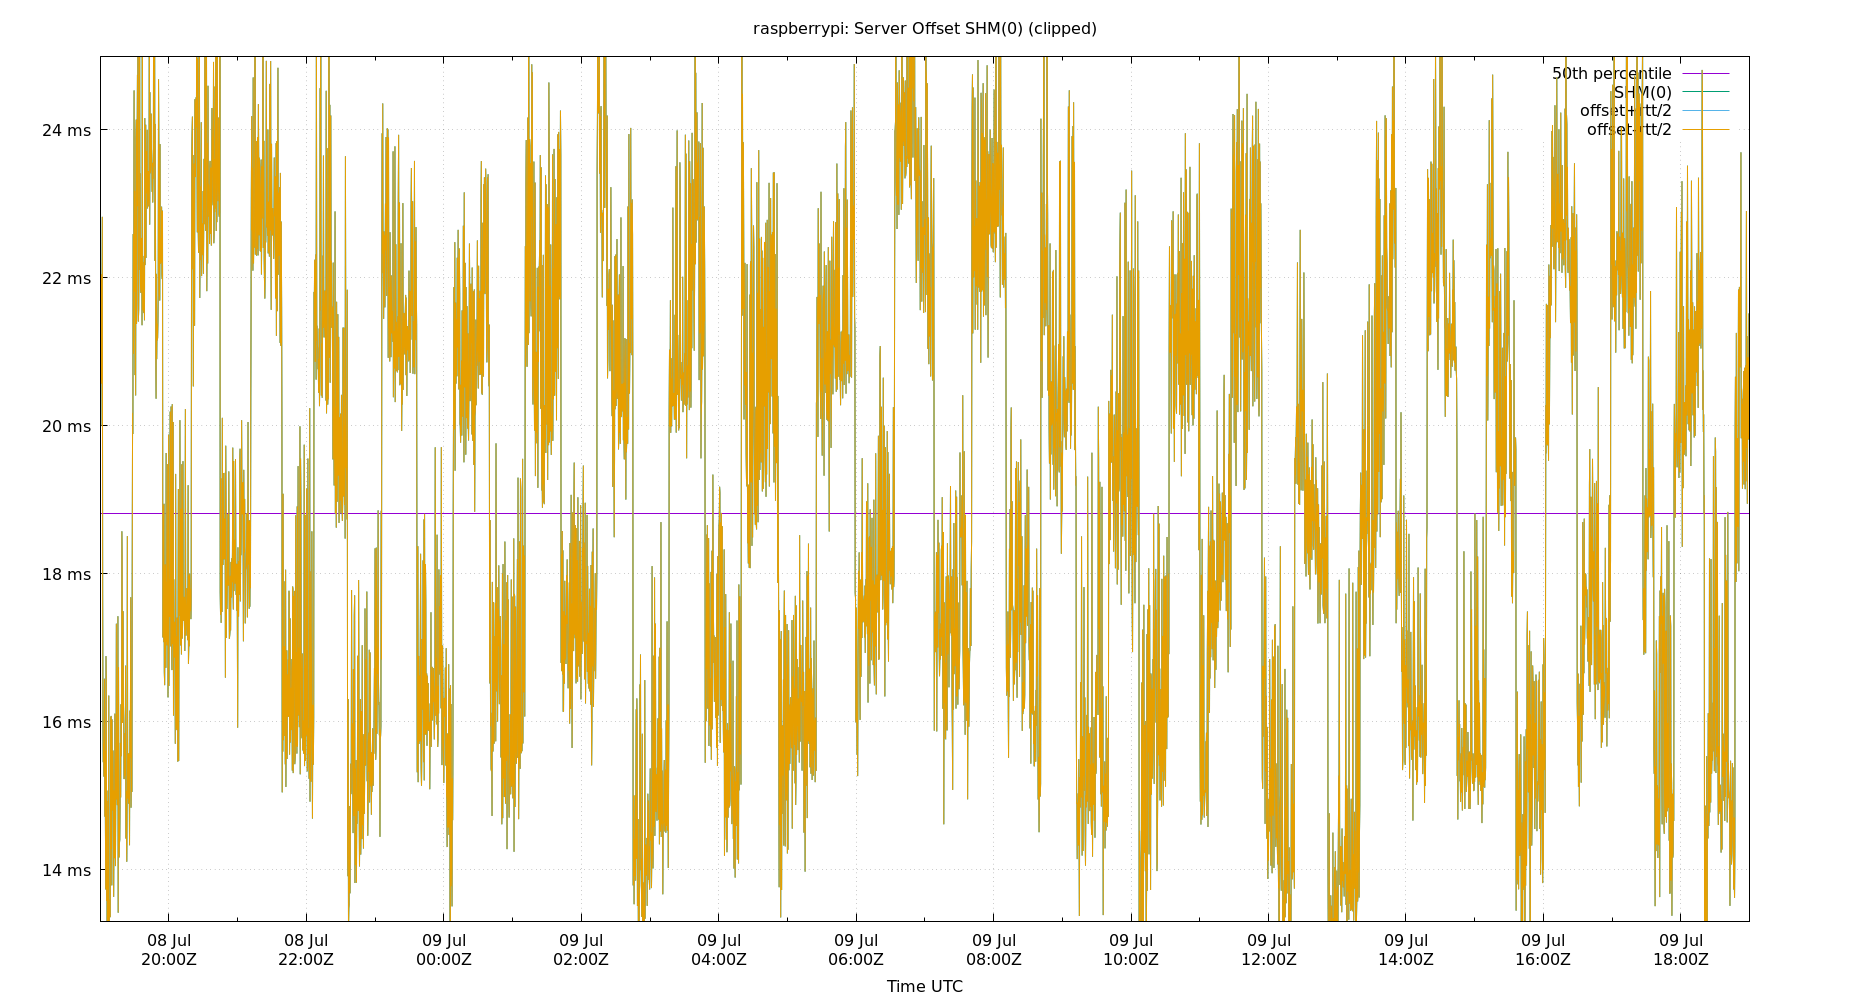 raspberrypi: Server Offset SHM(0) (clipped)
50th percentile
SHM(0)
offset+rtt/2
offset-rtt/2
24 ms
22 ms
20 ms
18 ms
16 ms
14 ms
08 Jul 08 Jul 09 Jul 09 Jul 09 Jul 09 Jul 09 Jul 09 Jul 09 Jul 09 Jul 09 Jul 09 Jul
20:00Z 22:00Z 00:00Z 02:00Z 04:00Z 06:00Z 08:00Z 10:00Z 12:00Z 14:00Z 16:00Z 18:00Z
Time UTC